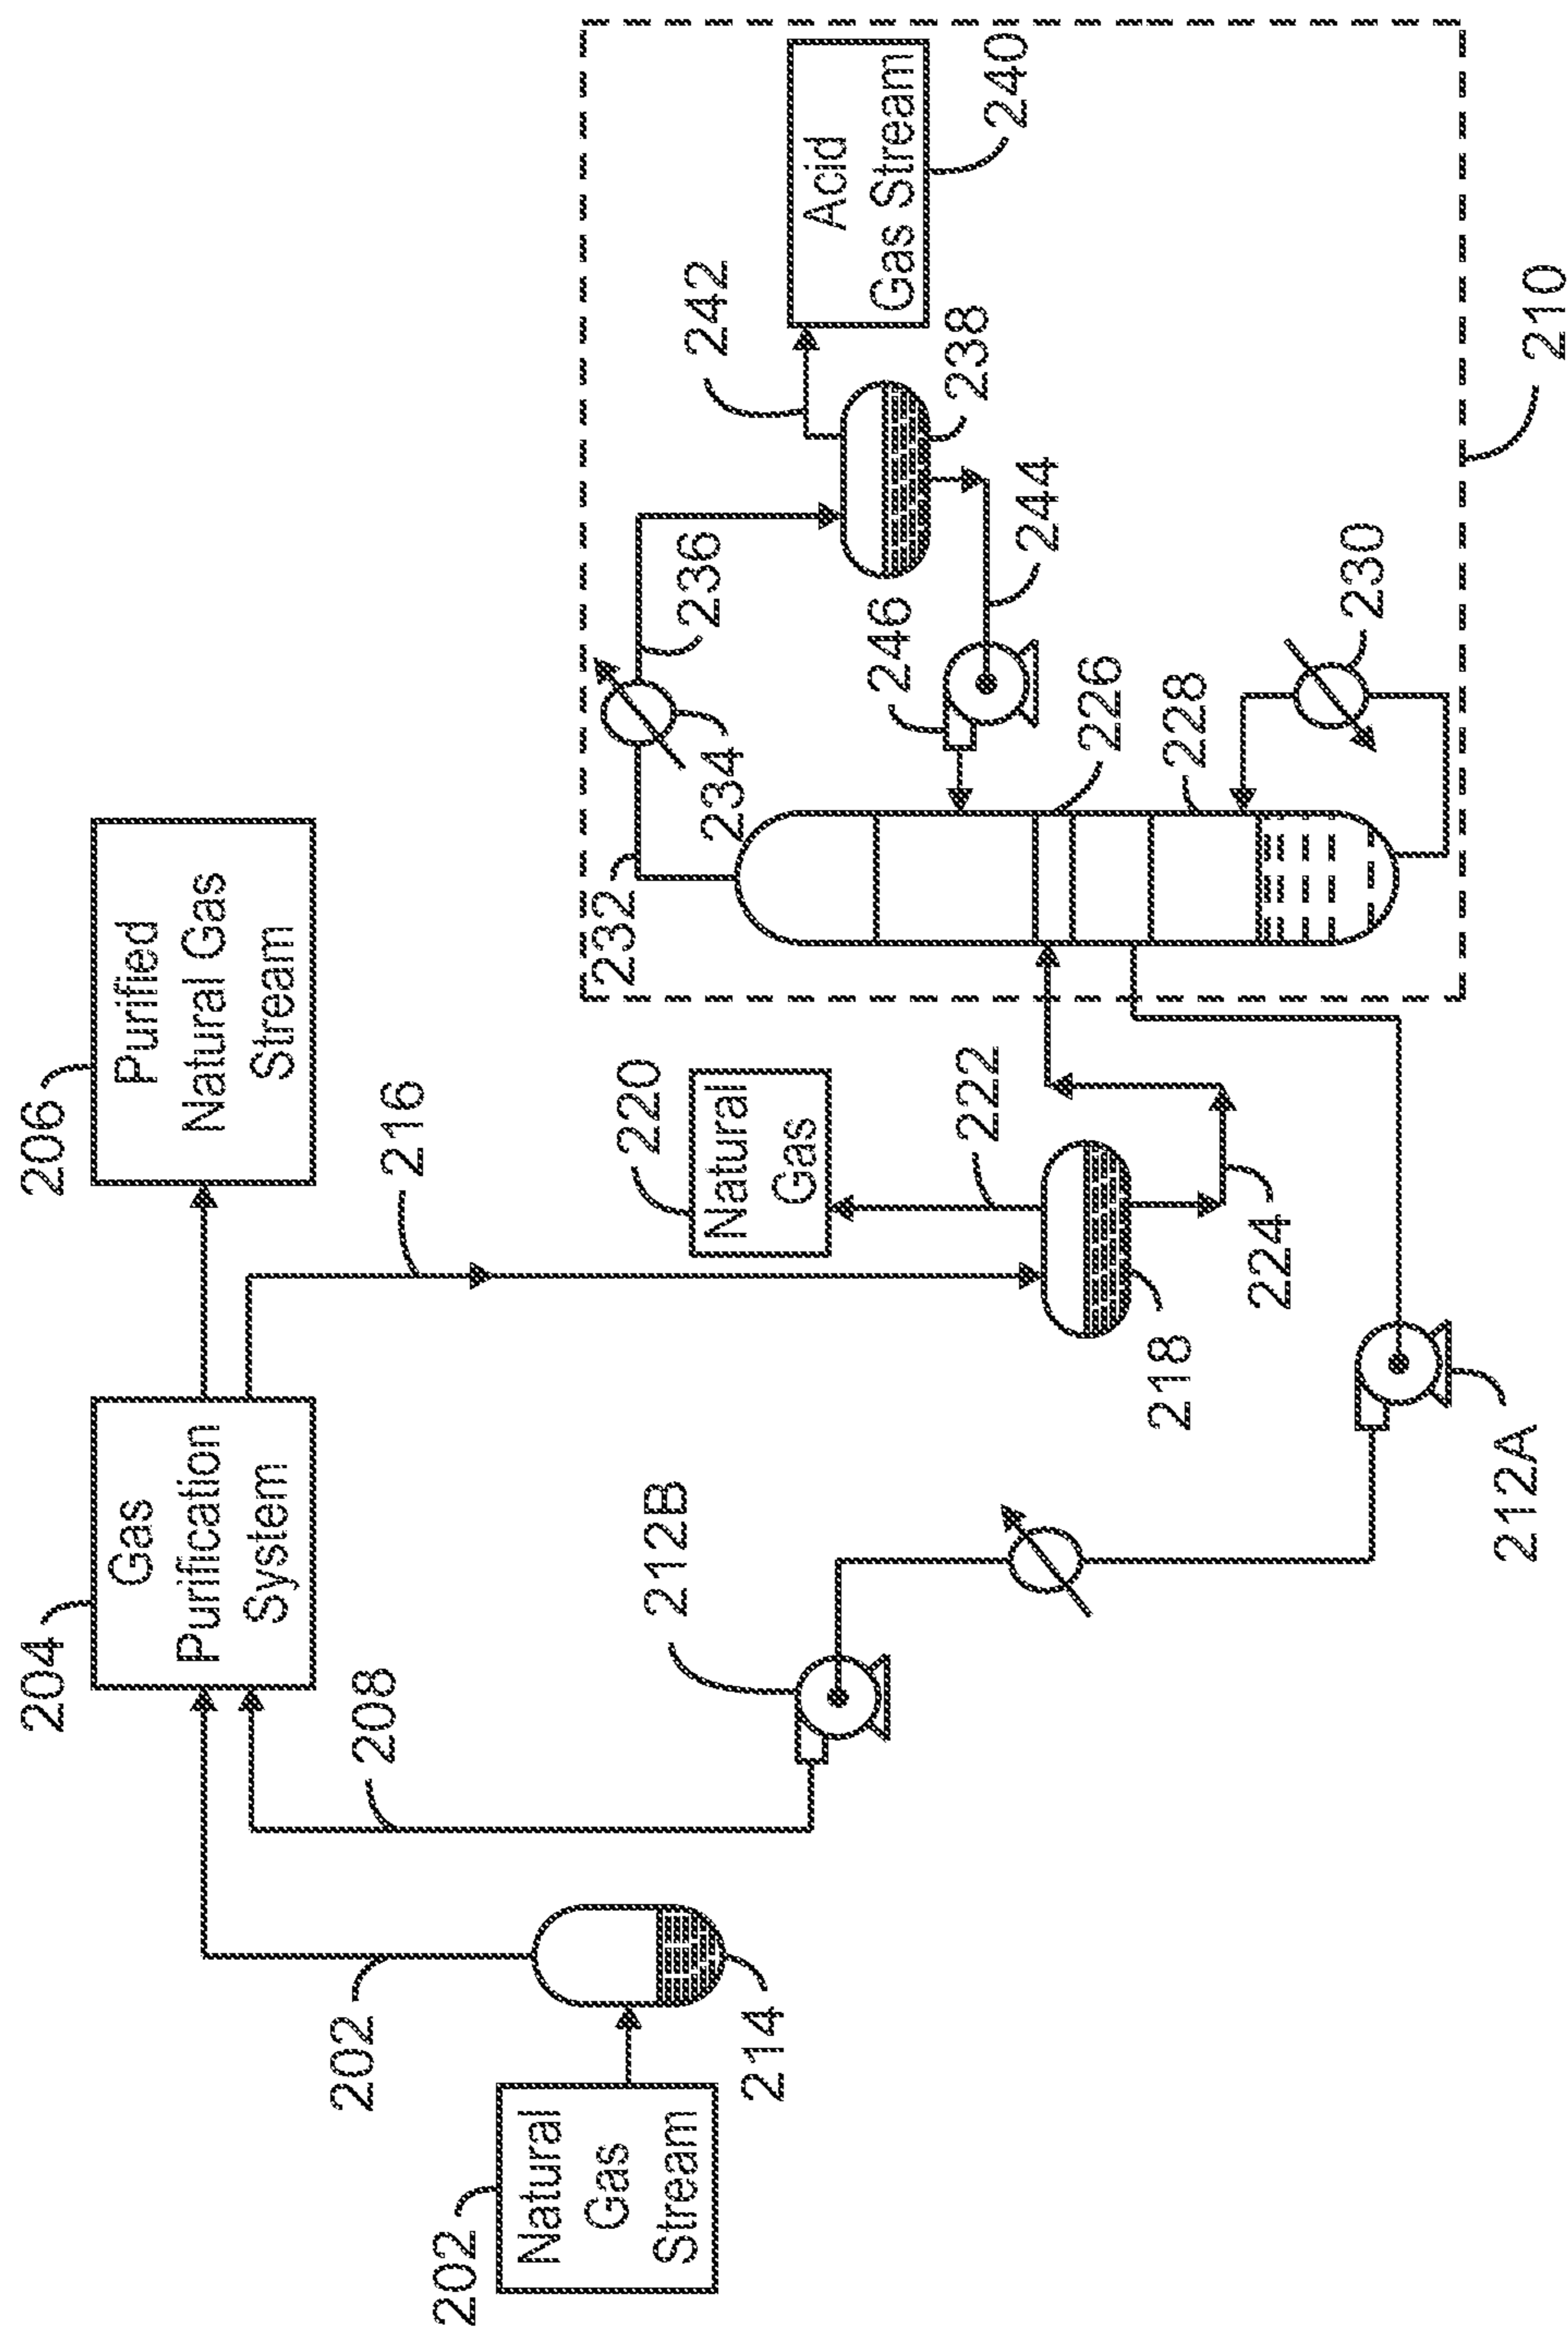 204
Gas
Purification
System
206
Purified
Natural Gas
Stream
202
208
216
212B
220
Natural
Gas
222
232
234
236
242
Acid
Gas Stream
240
202
Natural
Gas
Stream
214
218
224
246
238
244
226
228
230
212A
210